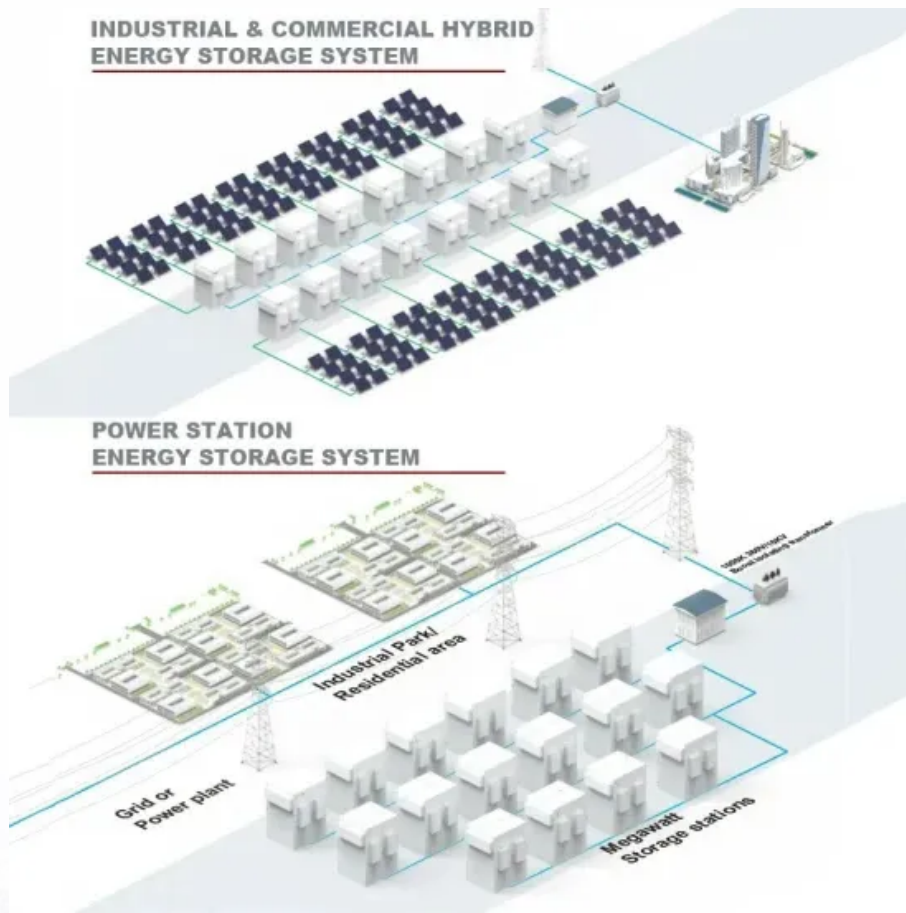 INDUSTRIAL & COMMERCIAL HYBRID
ENERGY STORAGE SYSTEM
POWER STATION
ENERGY STORAGE SYSTEM
Industrial Park/
Residential area
Grid or
Power plant
Megawatt
Storage stations